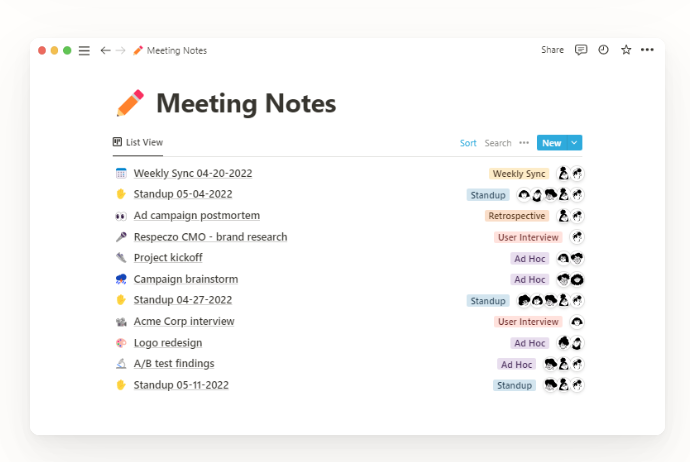 Meeting Notes
Share
Meeting Notes
List View
Sort Search
New
Weekly Sync 04-20-2022 Weekly Sync
Standup 05-04-2022 Standup
Ad campaign postmortem Retrospective
Respeczo CMO - brand research User Interview
Project kickoff Ad Hoc
Campaign brainstorm Ad Hoc
Standup 04-27-2022 Standup
Acme Corp interview User Interview
Logo redesign Ad Hoc
A/B test findings Ad Hoc
Standup 05-11-2022 Standup